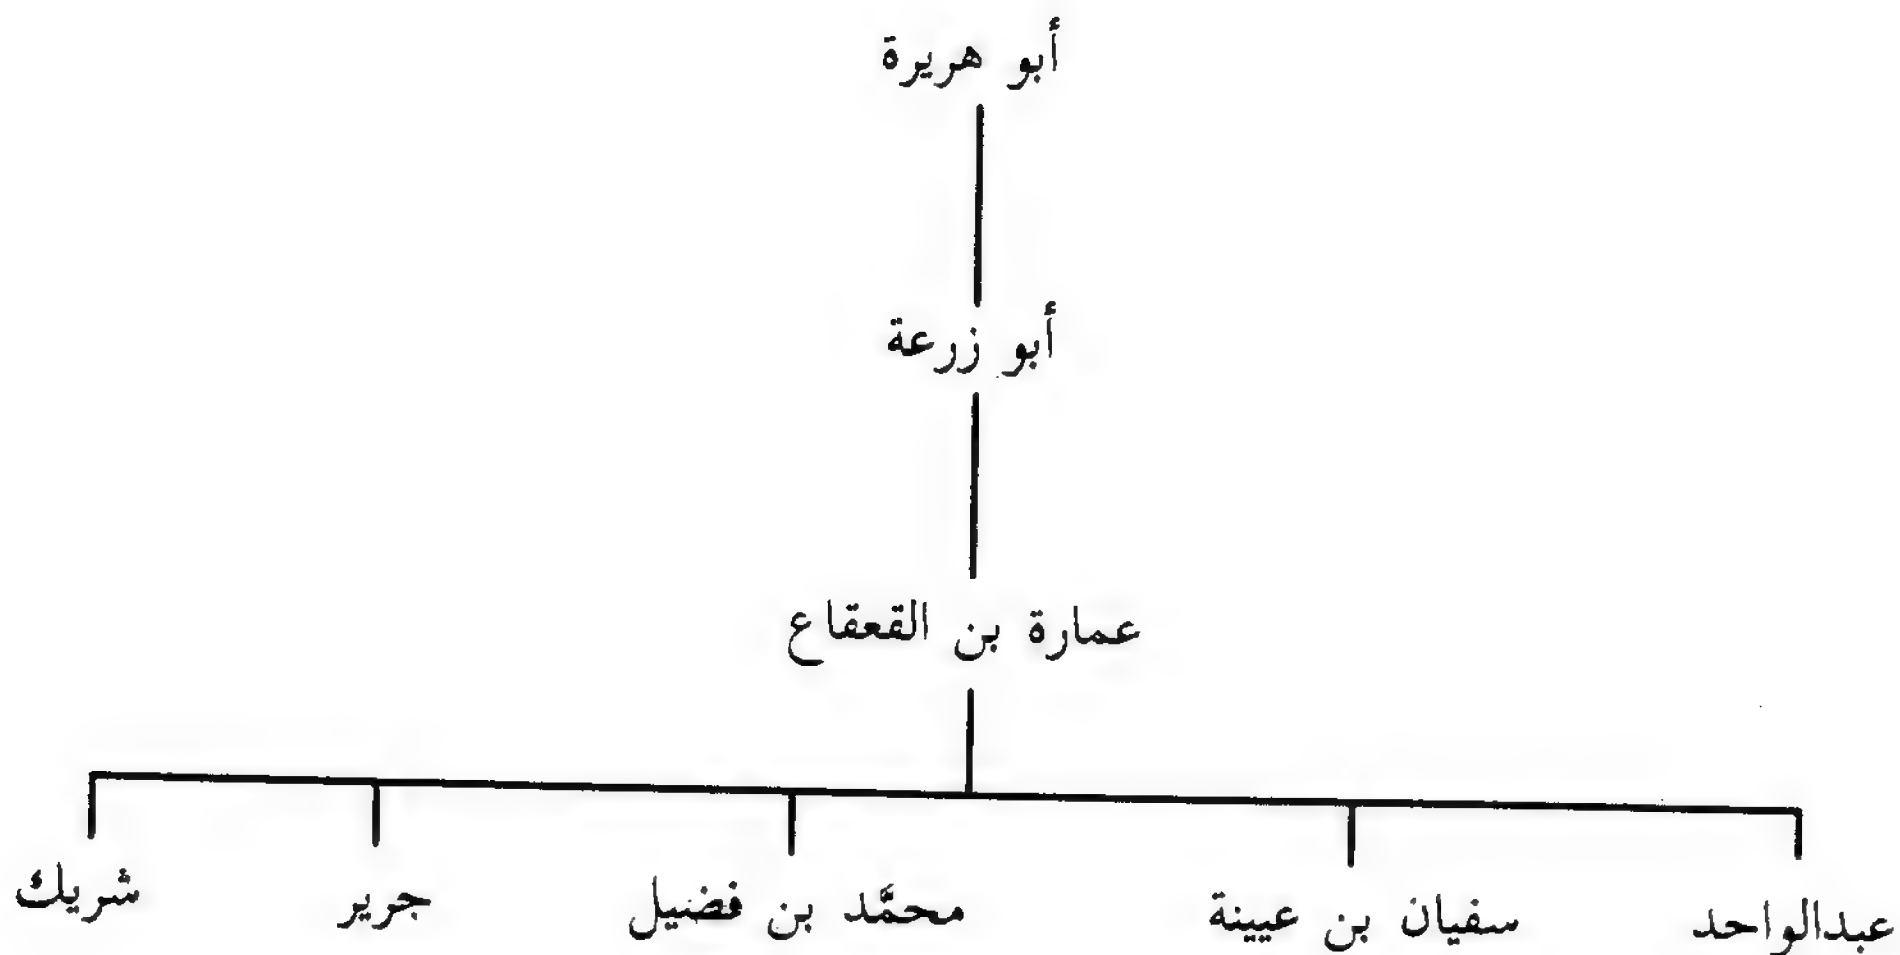 أبو هريرة
أبو زرعة
عمارة بن القعقاع
عبدالواحد سفيان بن عيينة محمَّد بن فضيل جرير شريك